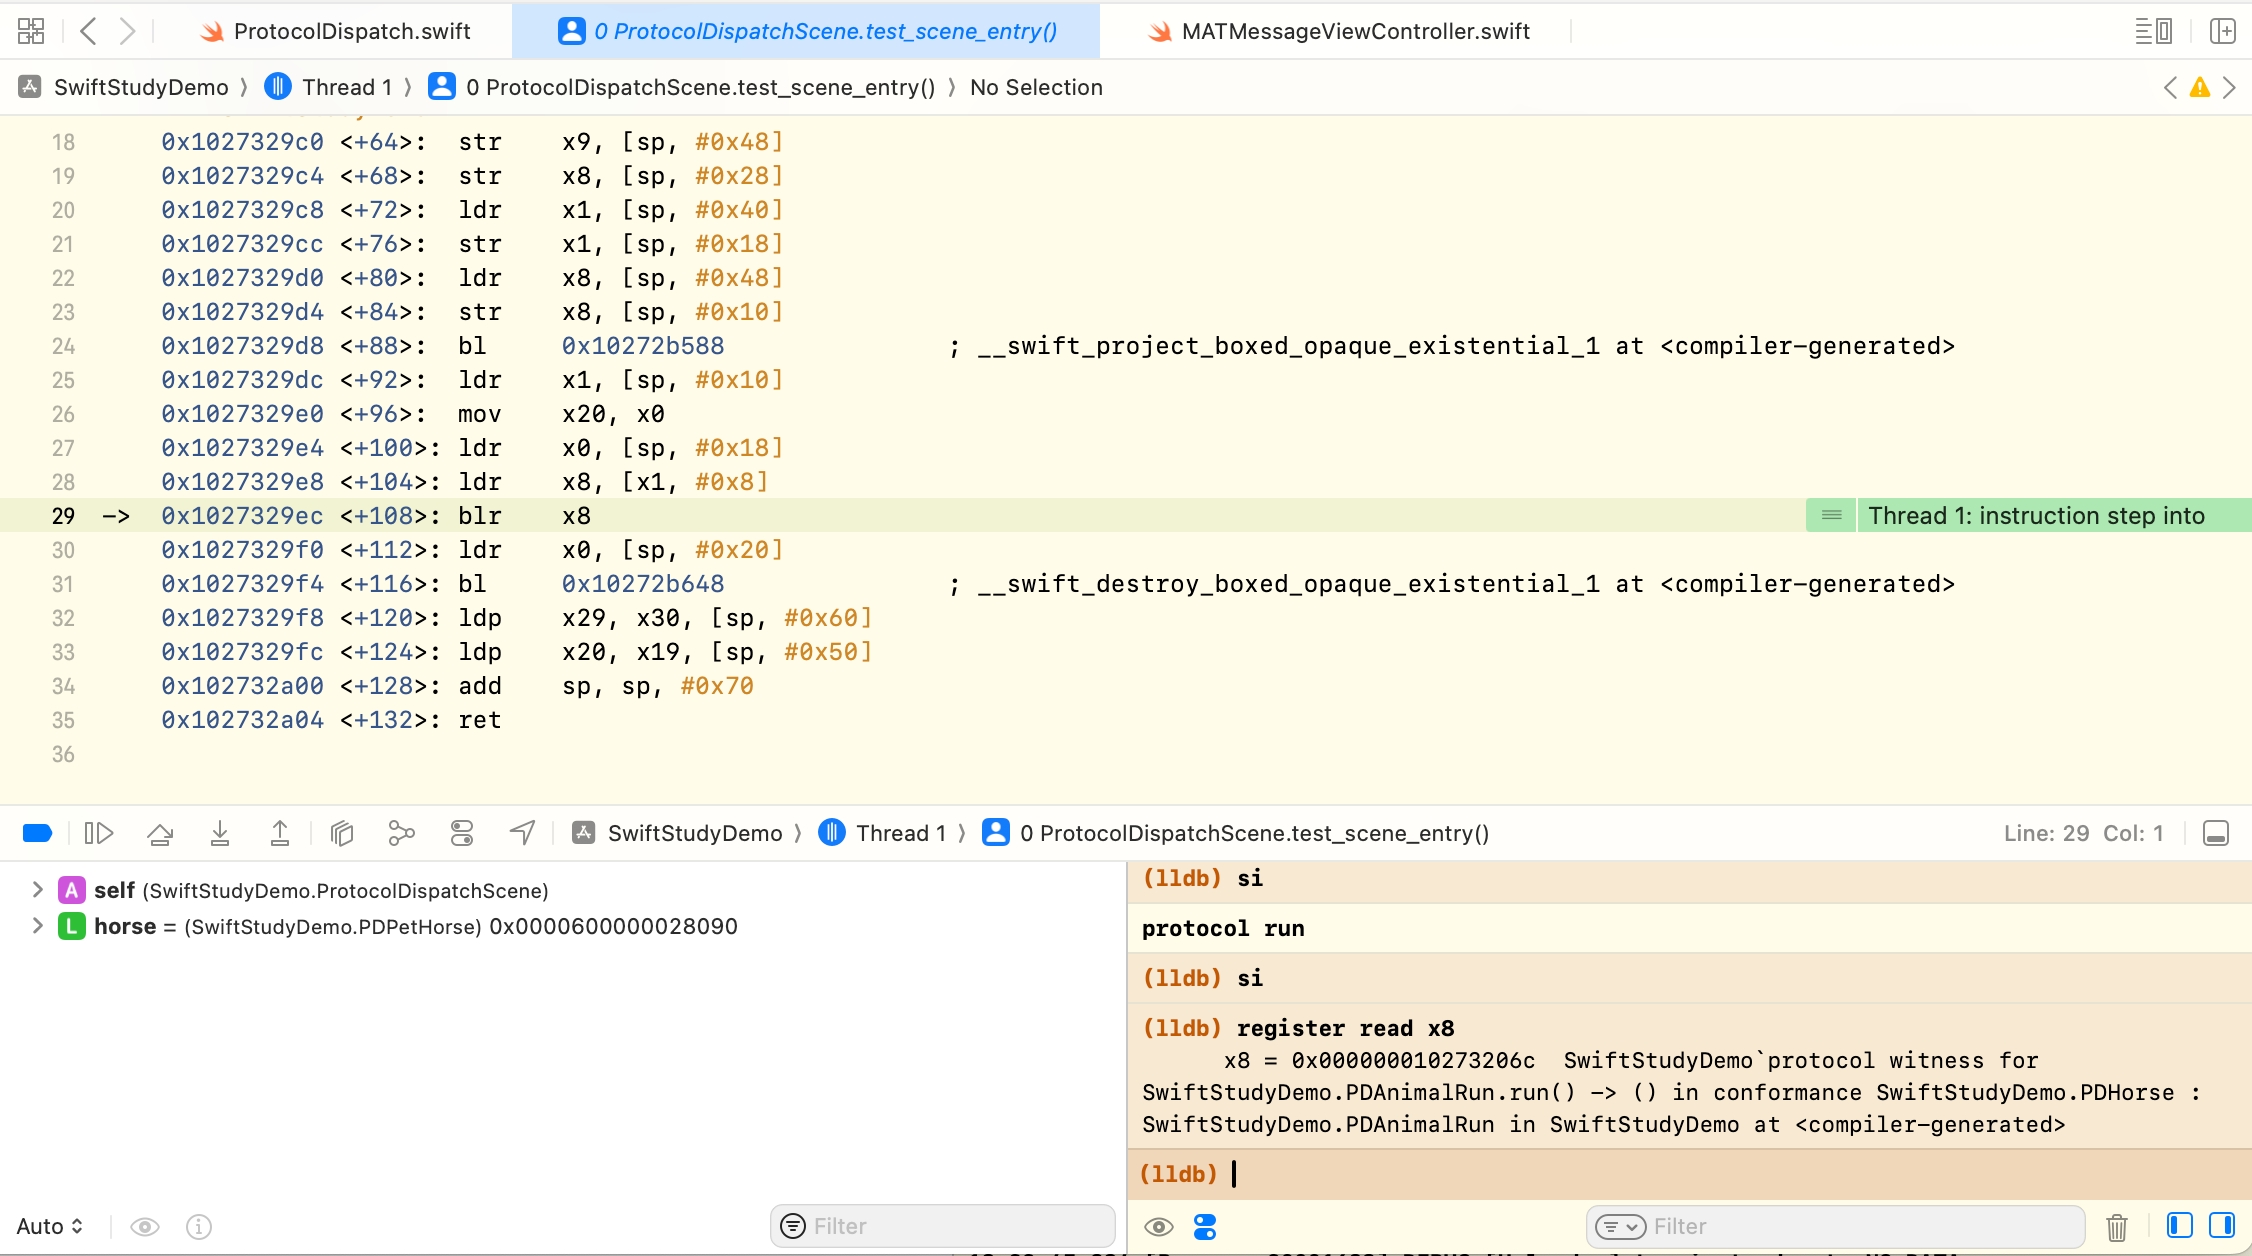 ProtocolDispatch.swift
0 ProtocolDispatchScene.test_scene_entry()
MATMessageViewController.swift
SwiftStudyDemo 〉 Thread 1 〉 0 ProtocolDispatchScene.test_scene_entry() 〉 No Selection
18 0x1027329c0 <+64>: str x9, [sp, #0x48]
19 0x1027329c4 <+68>: str x8, [sp, #0x28]
20 0x1027329c8 <+72>: ldr x1, [sp, #0x40]
21 0x1027329cc <+76>: str x1, [sp, #0x18]
22 0x1027329d0 <+80>: ldr x8, [sp, #0x48]
23 0x1027329d4 <+84>: str x8, [sp, #0x10]
24 0x1027329d8 <+88>: bl 0x10272b588 ; __swift_project_boxed_opaque_existential_1 at <compiler-generated>
25 0x1027329dc <+92>: ldr x1, [sp, #0x10]
26 0x1027329e0 <+96>: mov x20, x0
27 0x1027329e4 <+100>: ldr x0, [sp, #0x18]
28 0x1027329e8 <+104>: ldr x8, [x1, #0x8]
29 -> 0x1027329ec <+108>: blr x8 Thread 1: instruction step into
30 0x1027329f0 <+112>: ldr x0, [sp, #0x20]
31 0x1027329f4 <+116>: bl 0x10272b648 ; __swift_destroy_boxed_opaque_existential_1 at <compiler-generated>
32 0x1027329f8 <+120>: ldp x29, x30, [sp, #0x60]
33 0x1027329fc <+124>: ldp x20, x19, [sp, #0x50]
34 0x102732a00 <+128>: add sp, sp, #0x70
35 0x102732a04 <+132>: ret
36
SwiftStudyDemo 〉 Thread 1 〉 0 ProtocolDispatchScene.test_scene_entry()
Line: 29 Col: 1
A self (SwiftStudyDemo.ProtocolDispatchScene)
L horse = (SwiftStudyDemo.PDPetHorse) 0x0000600000028090
Auto
Filter
(lldb) si
protocol run
(lldb) si
(lldb) register read x8
x8 = 0x000000010273206c SwiftStudyDemo`protocol witness for
SwiftStudyDemo.PDAnimalRun.run() -> () in conformance SwiftStudyDemo.PDHorse :
SwiftStudyDemo.PDAnimalRun in SwiftStudyDemo at <compiler-generated>
(lldb)
Filter